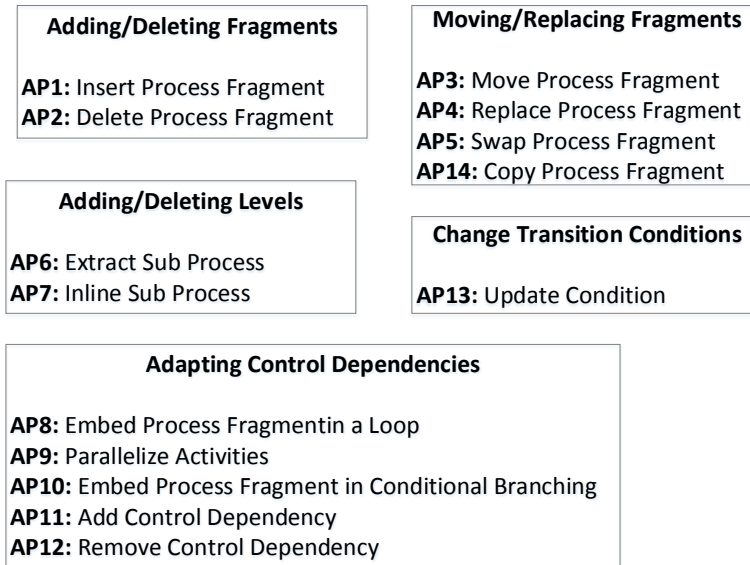 Adding/Deleting Fragments
AP1: Insert Process Fragment
AP2: Delete Process Fragment
Moving/Replacing Fragments
AP3: Move Process Fragment
AP4: Replace Process Fragment
AP5: Swap Process Fragment
AP14: Copy Process Fragment
Adding/Deleting Levels
AP6: Extract Sub Process
AP7: Inline Sub Process
Change Transition Conditions
AP13: Update Condition
Adapting Control Dependencies
AP8: Embed Process Fragmentin a Loop
AP9: Parallelize Activities
AP10: Embed Process Fragment in Conditional Branching
AP11: Add Control Dependency
AP12: Remove Control Dependency